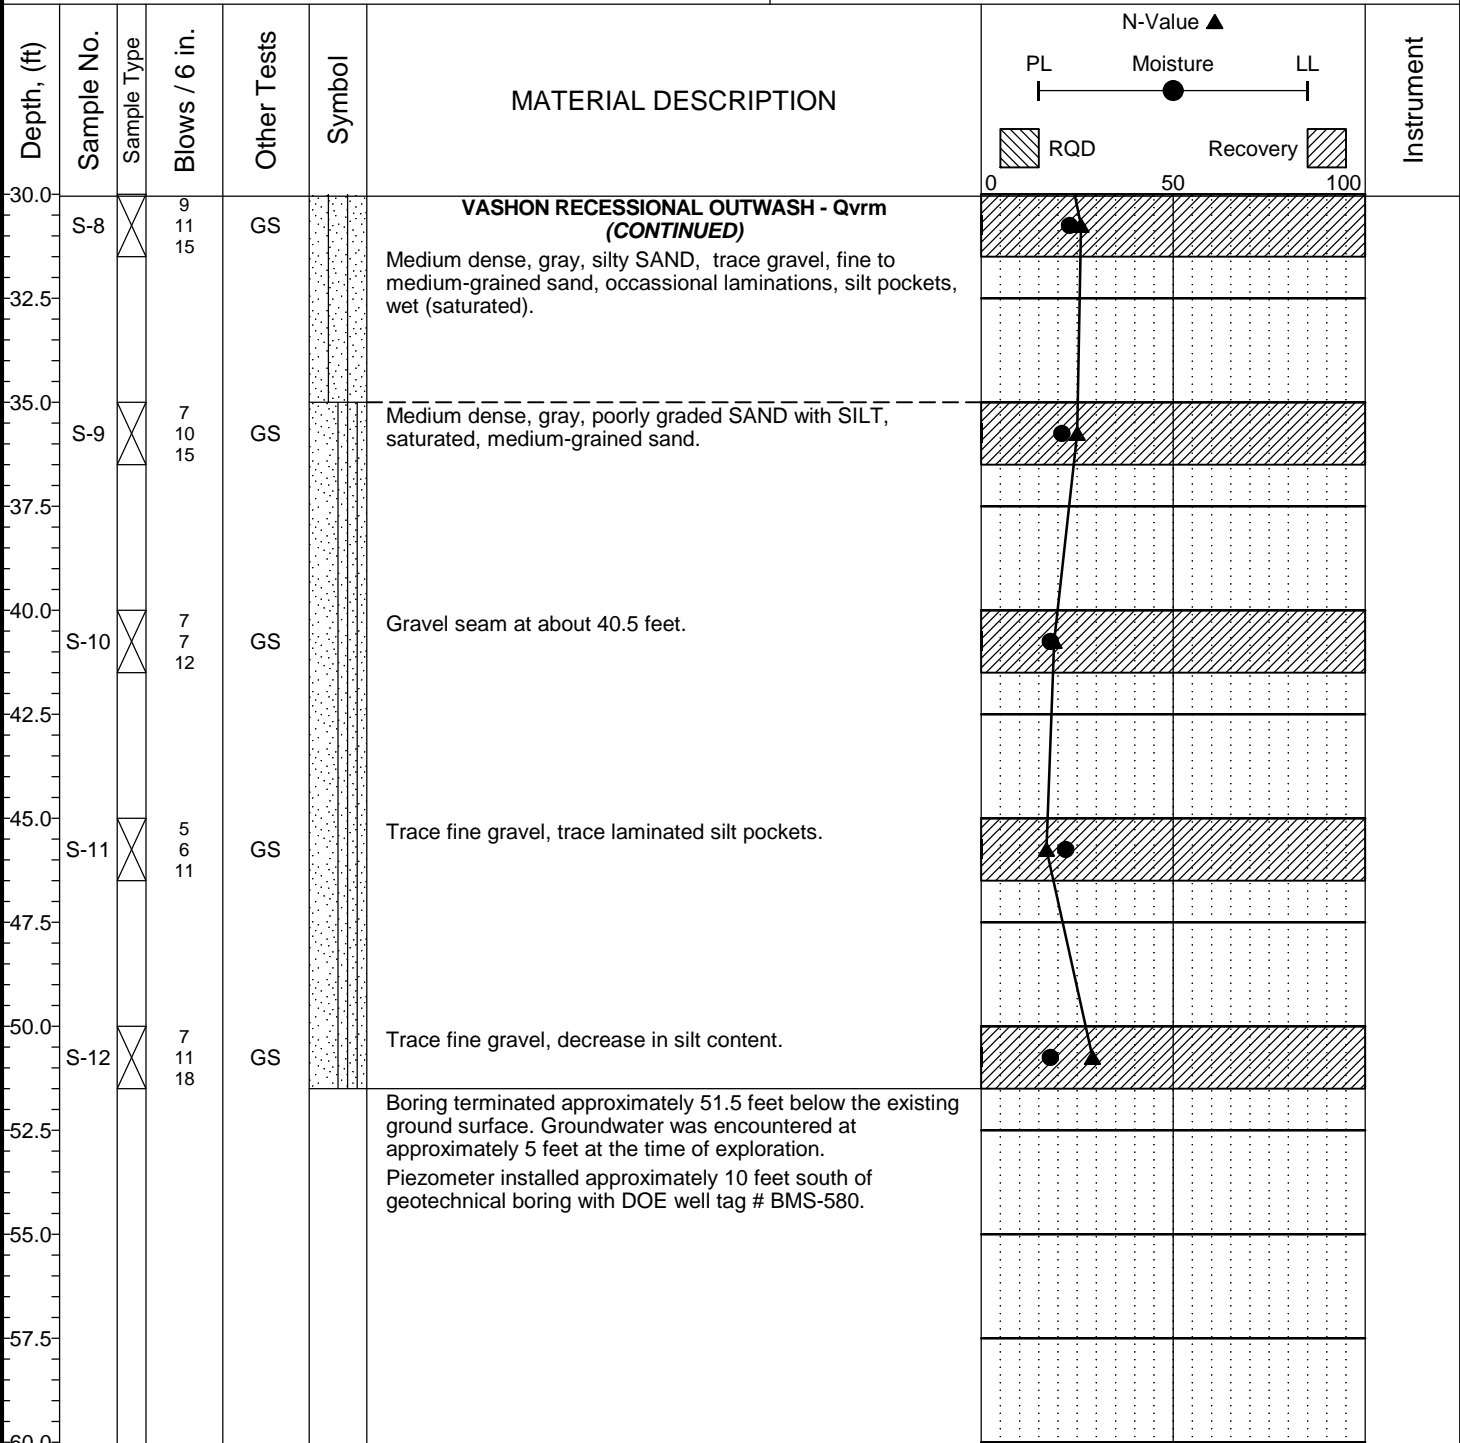 Depth, (ft)
Sample No.
Sample Type
Blows / 6 in.
Other Tests
Symbol
MATERIAL DESCRIPTION
N-Value
PL Moisture LL
RQD Recovery
0 50 100
Instrument
30.0
S-8
9
11
15
GS
VASHON RECESSIONAL OUTWASH - Qvrm
(CONTINUED)
Medium dense, gray, silty SAND, trace gravel, fine to
medium-grained sand, occassional laminations, silt pockets,
wet (saturated).
32.5
35.0
S-9
7
10
15
GS
Medium dense, gray, poorly graded SAND with SILT,
saturated, medium-grained sand.
37.5
40.0
S-10
7
7
12
GS
Gravel seam at about 40.5 feet.
42.5
45.0
S-11
5
6
11
GS
Trace fine gravel, trace laminated silt pockets.
47.5
50.0
S-12
7
11
18
GS
Trace fine gravel, decrease in silt content.
Boring terminated approximately 51.5 feet below the existing
ground surface. Groundwater was encountered at
approximately 5 feet at the time of exploration.
Piezometer installed approximately 10 feet south of
geotechnical boring with DOE well tag # BMS-580.
52.5
55.0
57.5
60.0